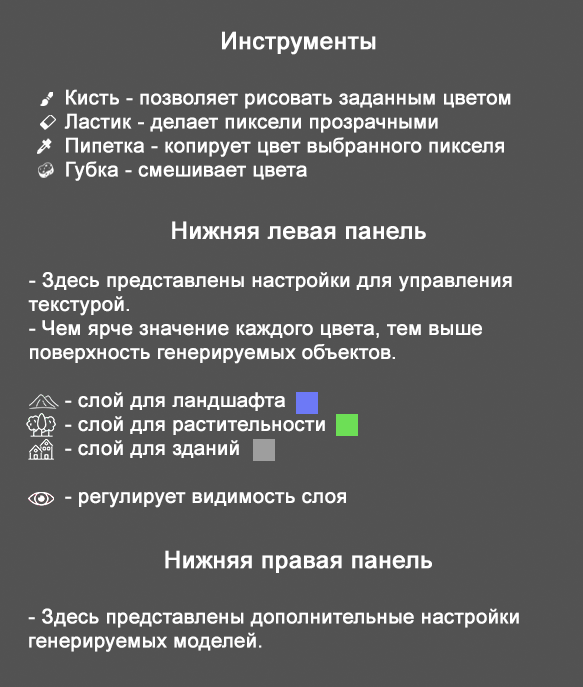 Инструменты
Кисть - позволяет рисовать заданным цветом
Ластик - делает пиксели прозрачными
Пипетка - копирует цвет выбранного пикселя
Губка - смешивает цвета
Нижняя левая панель
- Здесь представлены настройки для управления
текстурой.
- Чем ярче значение каждого цвета, тем выше
поверхность генерируемых объектов.
- слой для ландшафта
- слой для растительности
- слой для зданий
- регулирует видимость слоя
Нижняя правая панель
- Здесь представлены дополнительные настройки
генерируемых моделей.